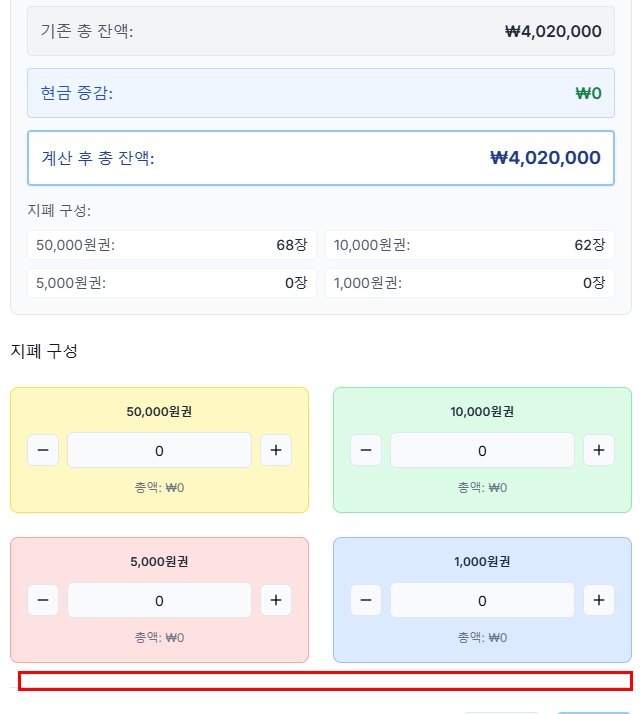 기존 총 잔액: ₩4,020,000
현금 증감: ₩0
계산 후 총 잔액: ₩4,020,000
지폐 구성:
50,000원권: 68장 10,000원권: 62장
5,000원권: 0장 1,000원권: 0장
지폐 구성
50,000원권 10,000원권
− 0 + − 0 +
총액: ₩0 총액: ₩0
5,000원권 1,000원권
− 0 + − 0 +
총액: ₩0 총액: ₩0